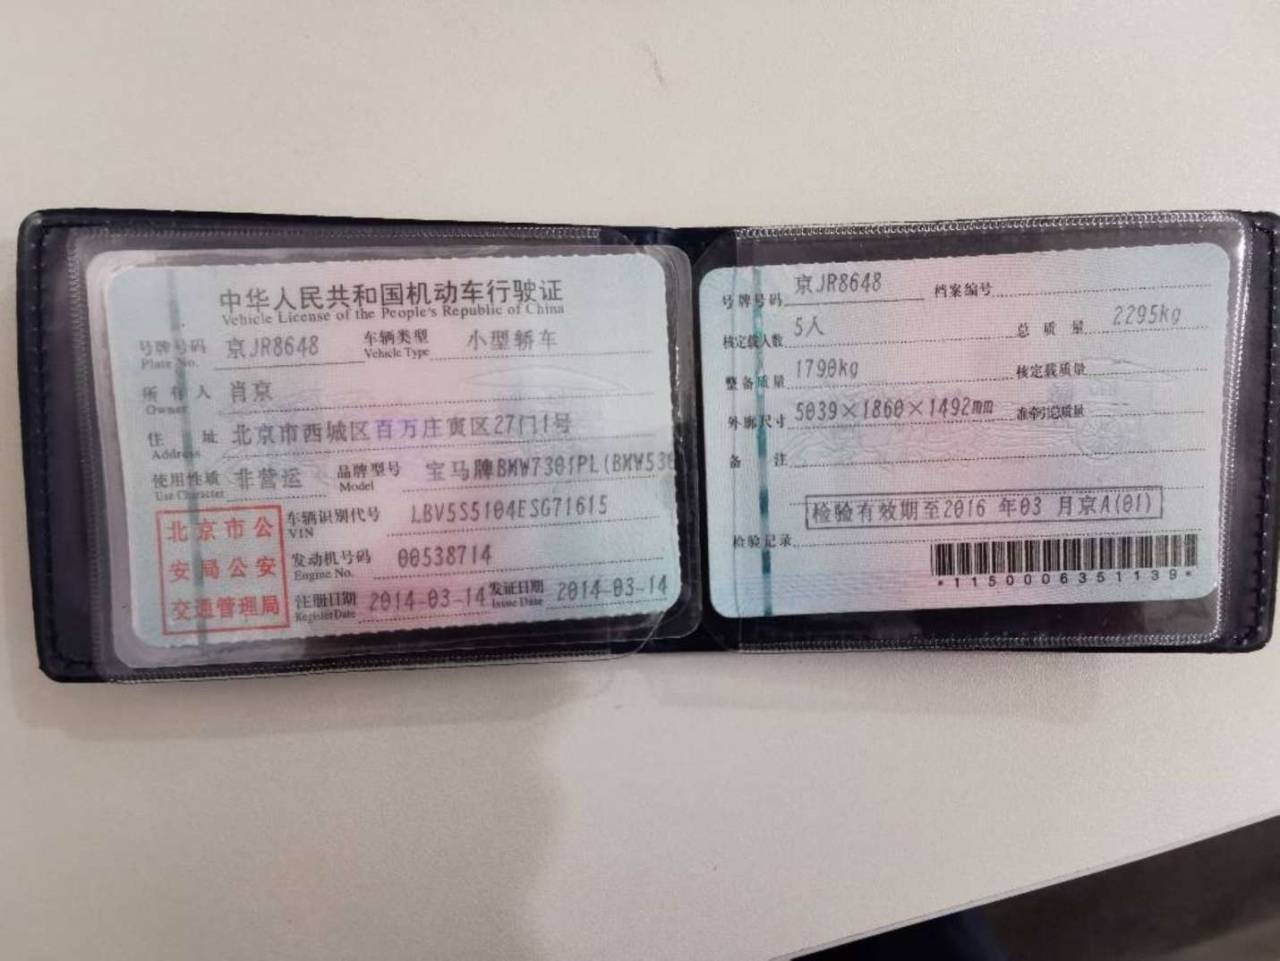 中华人民共和国机动车行驶证
Vehicle License of the People's Republic of China
号牌号码 京JR8648 车辆类型 小型轿车
Plate No. Vehicle Type
所有人 肖京
Owner
住址 北京市西城区百万庄寅区27门1号
Address
使用性质 非营运 品牌型号 宝马牌BMW7301PL(BMW530
Use Character Model
北京市公
安局公安
交通管理局
车辆识别代号 LBV5S5104ESG71615
VIN
发动机号码 00538714
Engine No.
注册日期 2014-03-14 发证日期 2014-03-14
Register Date Issue Date
号牌号码 京JR8648 档案编号
核定载人数 5人 总质量 2295kg
整备质量 1790kg 核定载质量
外廓尺寸 5039×1860×1492mm 准牵引总质量
备注
检验有效期至2016 年03 月京A(01)
检验记录
*1150006351139*